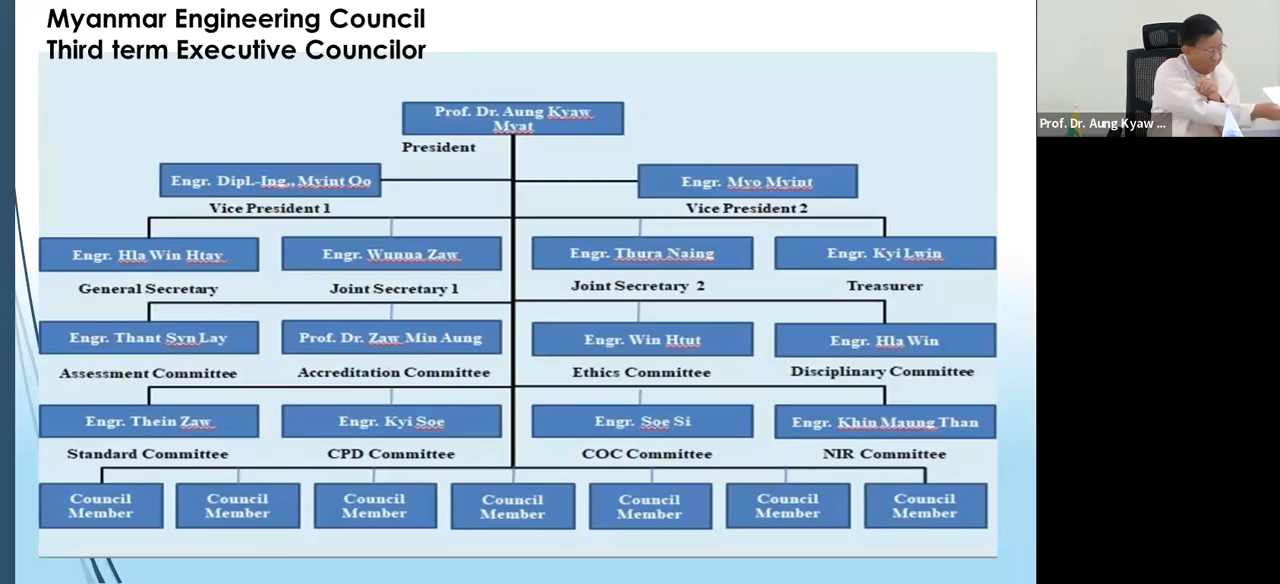 Myanmar Engineering Council
Third term Executive Councilor
Prof. Dr. Aung Kyaw
Myat
President
Engr. Dipl.-Ing., Myint Oo
Engr. Myo Myint
Vice President 1
Vice President 2
Engr. Hla Win Htay
Engr. Wunna Zaw
Engr. Thura Naing
Engr. Kyi Lwin
General Secretary
Joint Secretary 1
Joint Secretary 2
Treasurer
Engr. Thant Syn Lay
Prof. Dr. Zaw Min Aung
Engr. Win Htut
Engr. Hla Win
Assessment Committee
Accreditation Committee
Ethics Committee
Disciplinary Committee
Engr. Thein Zaw
Engr. Kyi Soe
Engr. Soe Si
Engr. Khin Maung Than
Standard Committee
CPD Committee
COC Committee
NIR Committee
Council
Member
Council
Member
Council
Member
Council
Member
Council
Member
Council
Member
Council
Member
Prof. Dr. Aung Kyaw ...